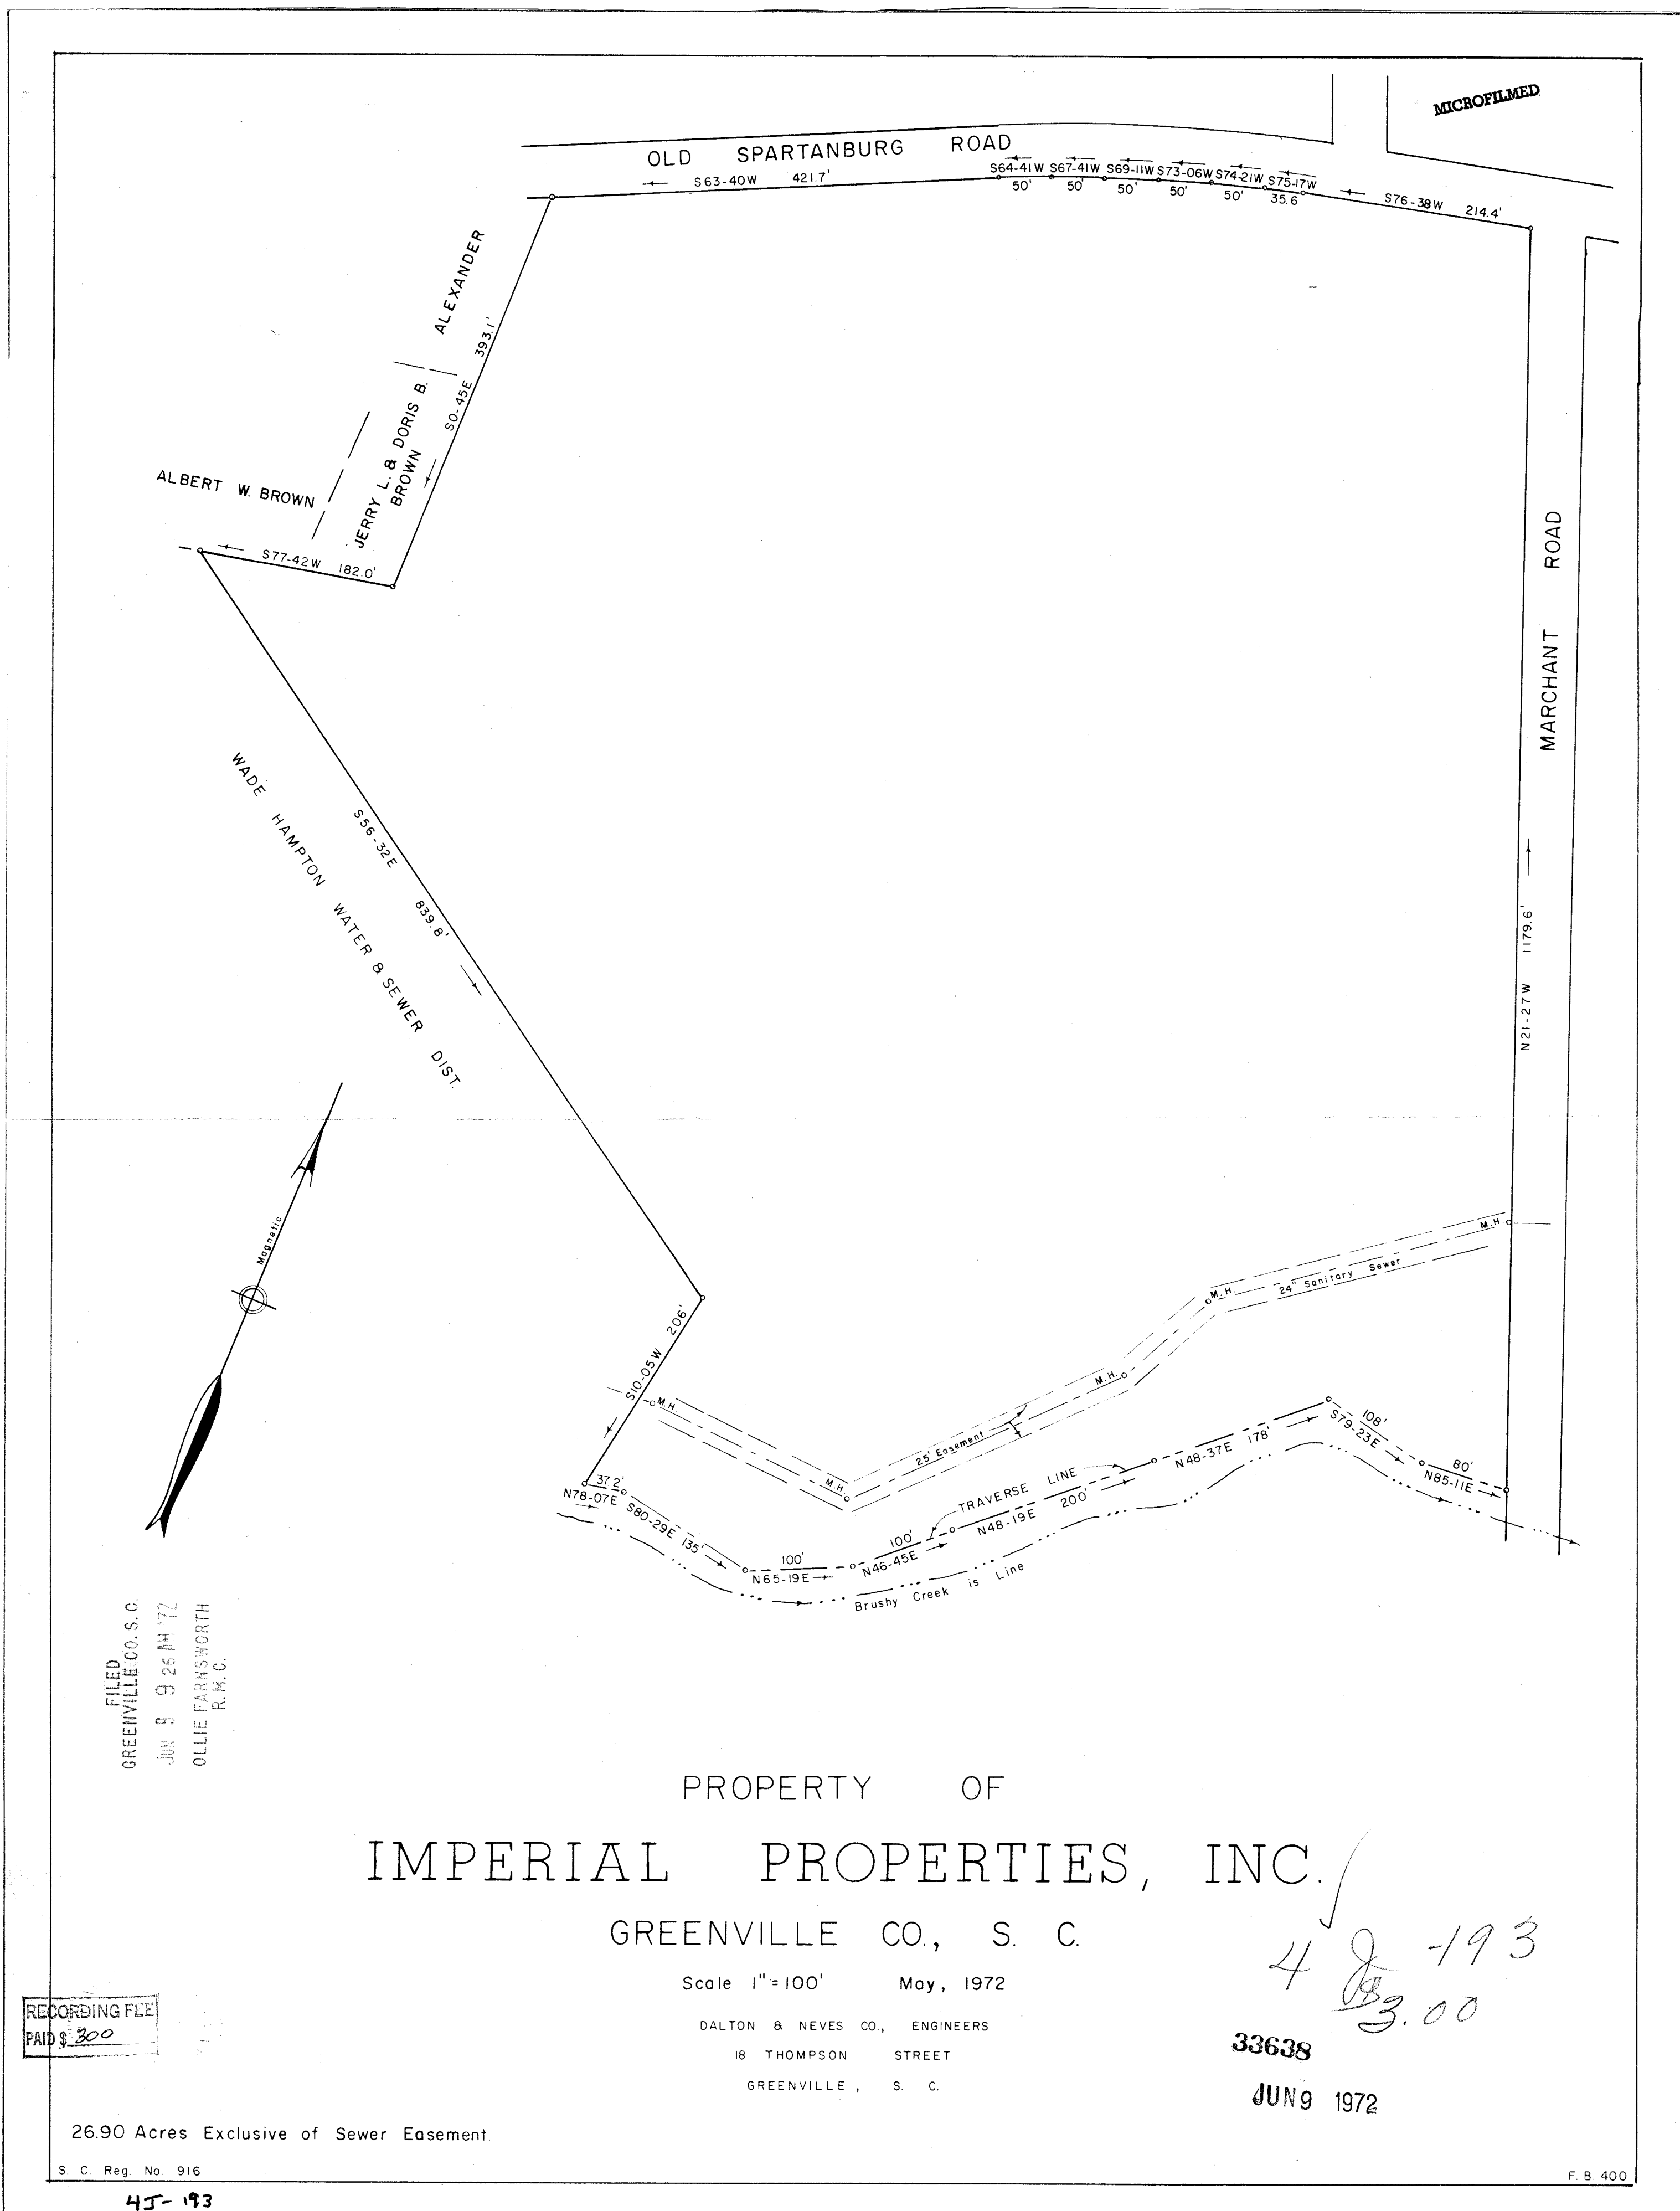 MICROFILMED
OLD SPARTANBURG ROAD
S63-40W 421.7'
S64-41W S67-41W S69-11W S73-06W S74-21W S75-17W
50' 50' 50' 50' 50' 35.6
S76-38W 214.4'
ALEXANDER
S0-45E 393.1'
JERRY L. & DORIS B.
BROWN
ALBERT W. BROWN
S77-42W 182.0'
MARCHANT ROAD
N21-27W 1179.6'
WADE HAMPTON WATER & SEWER DIST.
S56-32E 839.8'
Magnetic
S10-05W 206'
M.H.
M.H.
M.H.
M.H.
M.H.
24" Sanitary Sewer
25' Easement
TRAVERSE LINE
37.2'
N78-07E
S80-29E 135'
100'
N65-19E
100'
N46-45E
200'
N48-19E
N48-37E 178'
108'
S79-23E
80'
N85-11E
Brushy Creek is Line
FILED
GREENVILLE CO. S. C.
JUN 9 9 26 AM '72
OLLIE FARNSWORTH
R. M. C.
PROPERTY OF
IMPERIAL PROPERTIES, INC.
GREENVILLE CO., S. C.
Scale 1"=100' May, 1972
DALTON & NEVES CO., ENGINEERS
18 THOMPSON STREET
GREENVILLE, S. C.
4 J -193
$3.00
33638
JUN 9 1972
RECORDING FEE
PAID $ 300
26.90 Acres Exclusive of Sewer Easement.
S. C. Reg. No. 916
F. B. 400
4J-193